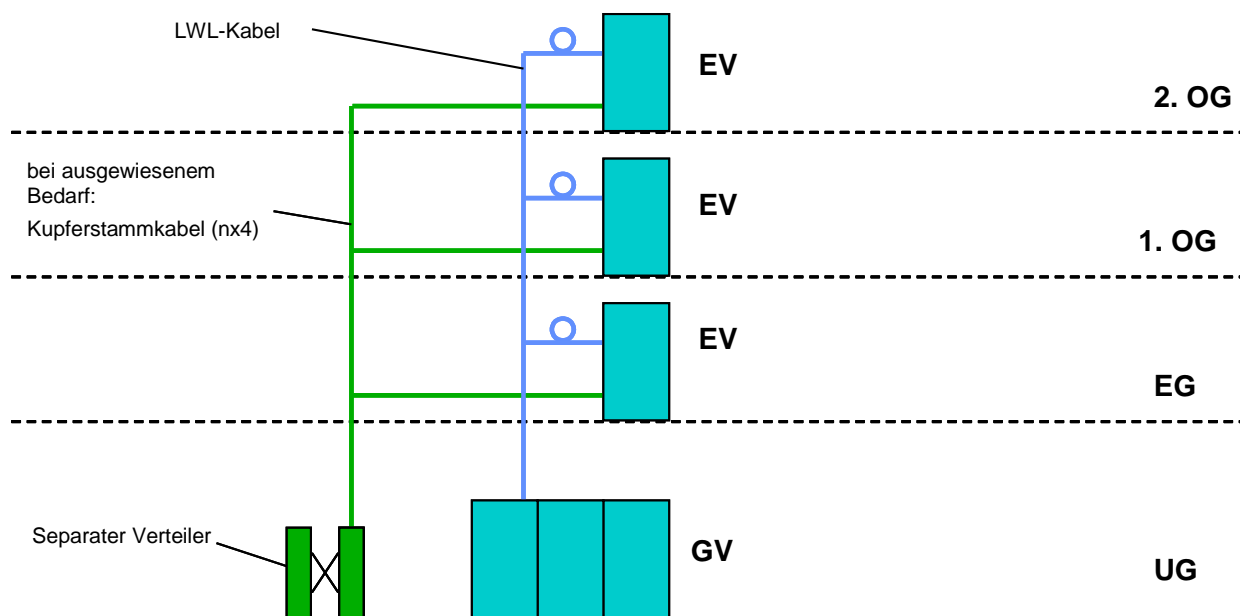 LWL-Kabel
EV
2. OG
bei ausgewiesenem
Bedarf:
Kupferstammkabel (nx4)
EV
1. OG
EV
EG
Separater Verteiler
GV
UG